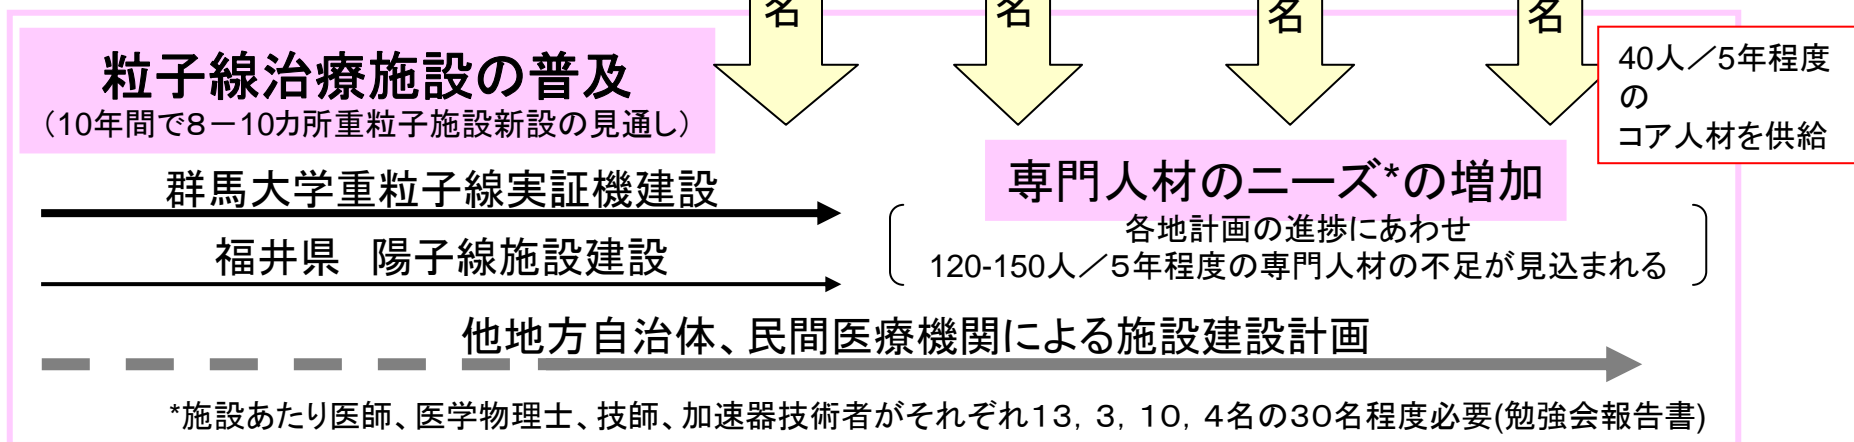 名 名 名 名
粒子線治療施設の普及
（10年間で８－10カ所重粒子施設新設の見通し）
40人／5年程度
の
コア人材を供給
群馬大学重粒子線実証機建設
専門人材のニーズ*の増加
福井県　陽子線施設建設
各地計画の進捗にあわせ
120-150人／５年程度の専門人材の不足が見込まれる
他地方自治体、民間医療機関による施設建設計画
*施設あたり医師、医学物理士、技師、加速器技術者がそれぞれ１３，３，１０，４名の３０名程度必要(勉強会報告書)